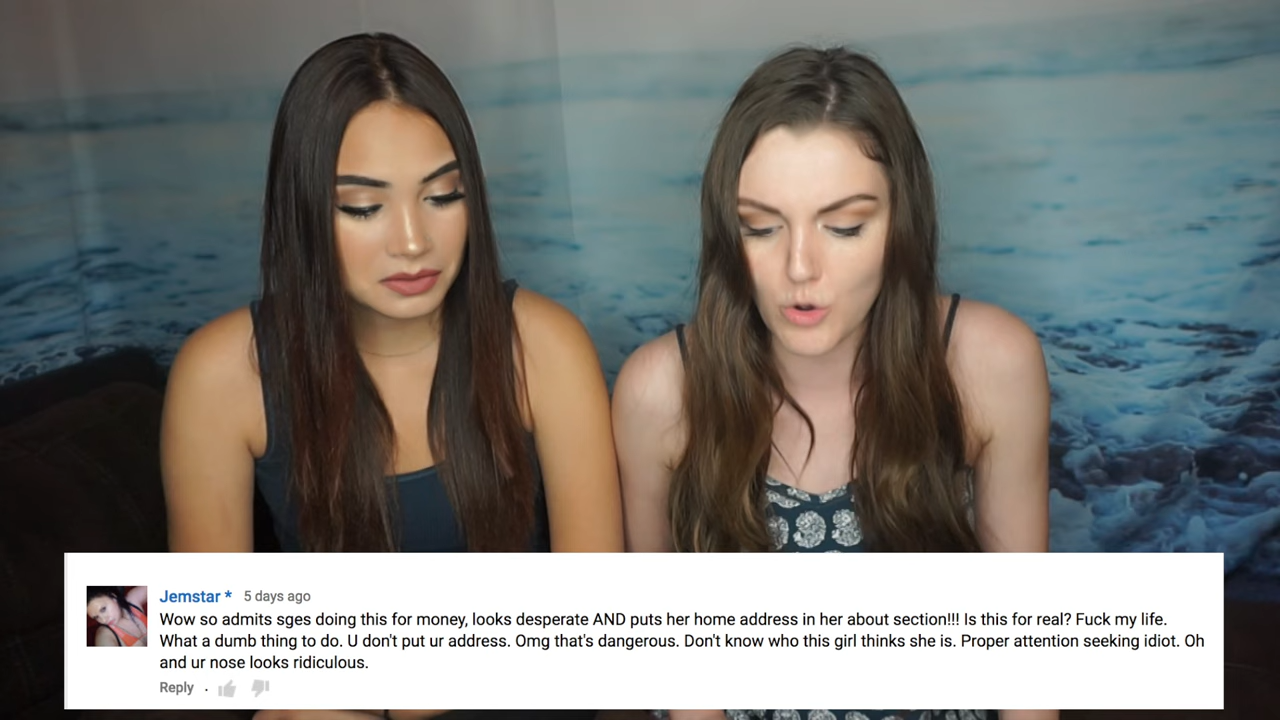 Jemstar * 5 days ago
Wow so admits sges doing this for money, looks desperate AND puts her home address in her about section!!! Is this for real? Fuck my life.
What a dumb thing to do. U don't put ur address. Omg that's dangerous. Don't know who this girl thinks she is. Proper attention seeking idiot. Oh
and ur nose looks ridiculous.
Reply .